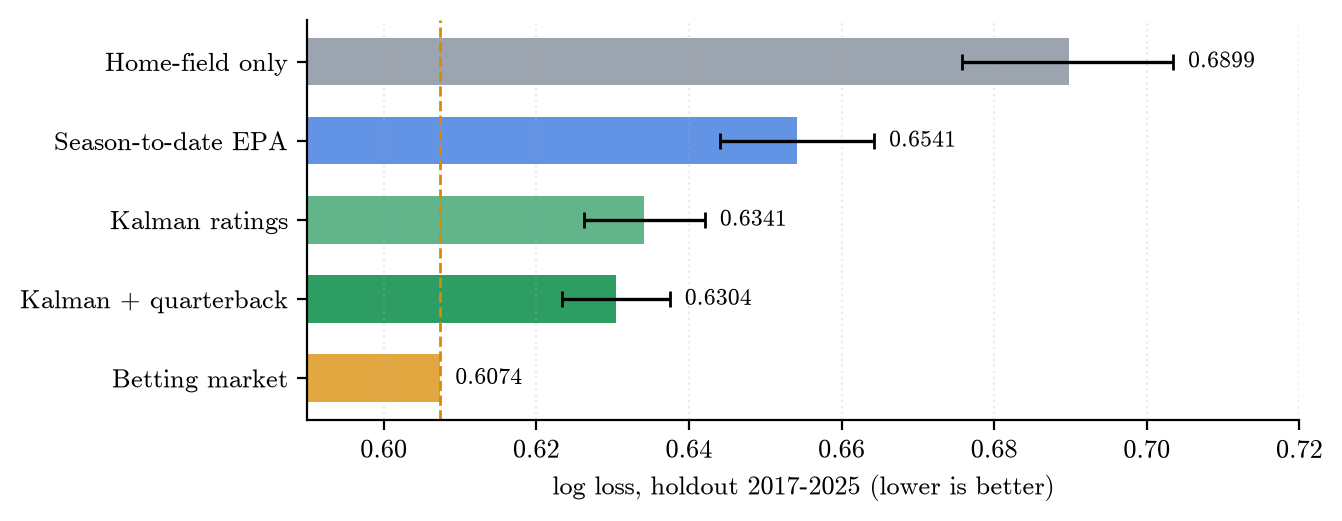 Home-field only
0.6899
Season-to-date EPA
0.6541
Kalman ratings
0.6341
Kalman + quarterback
0.6304
Betting market
0.6074
0.60 0.62 0.64 0.66 0.68 0.70 0.72
log loss, holdout 2017-2025 (lower is better)